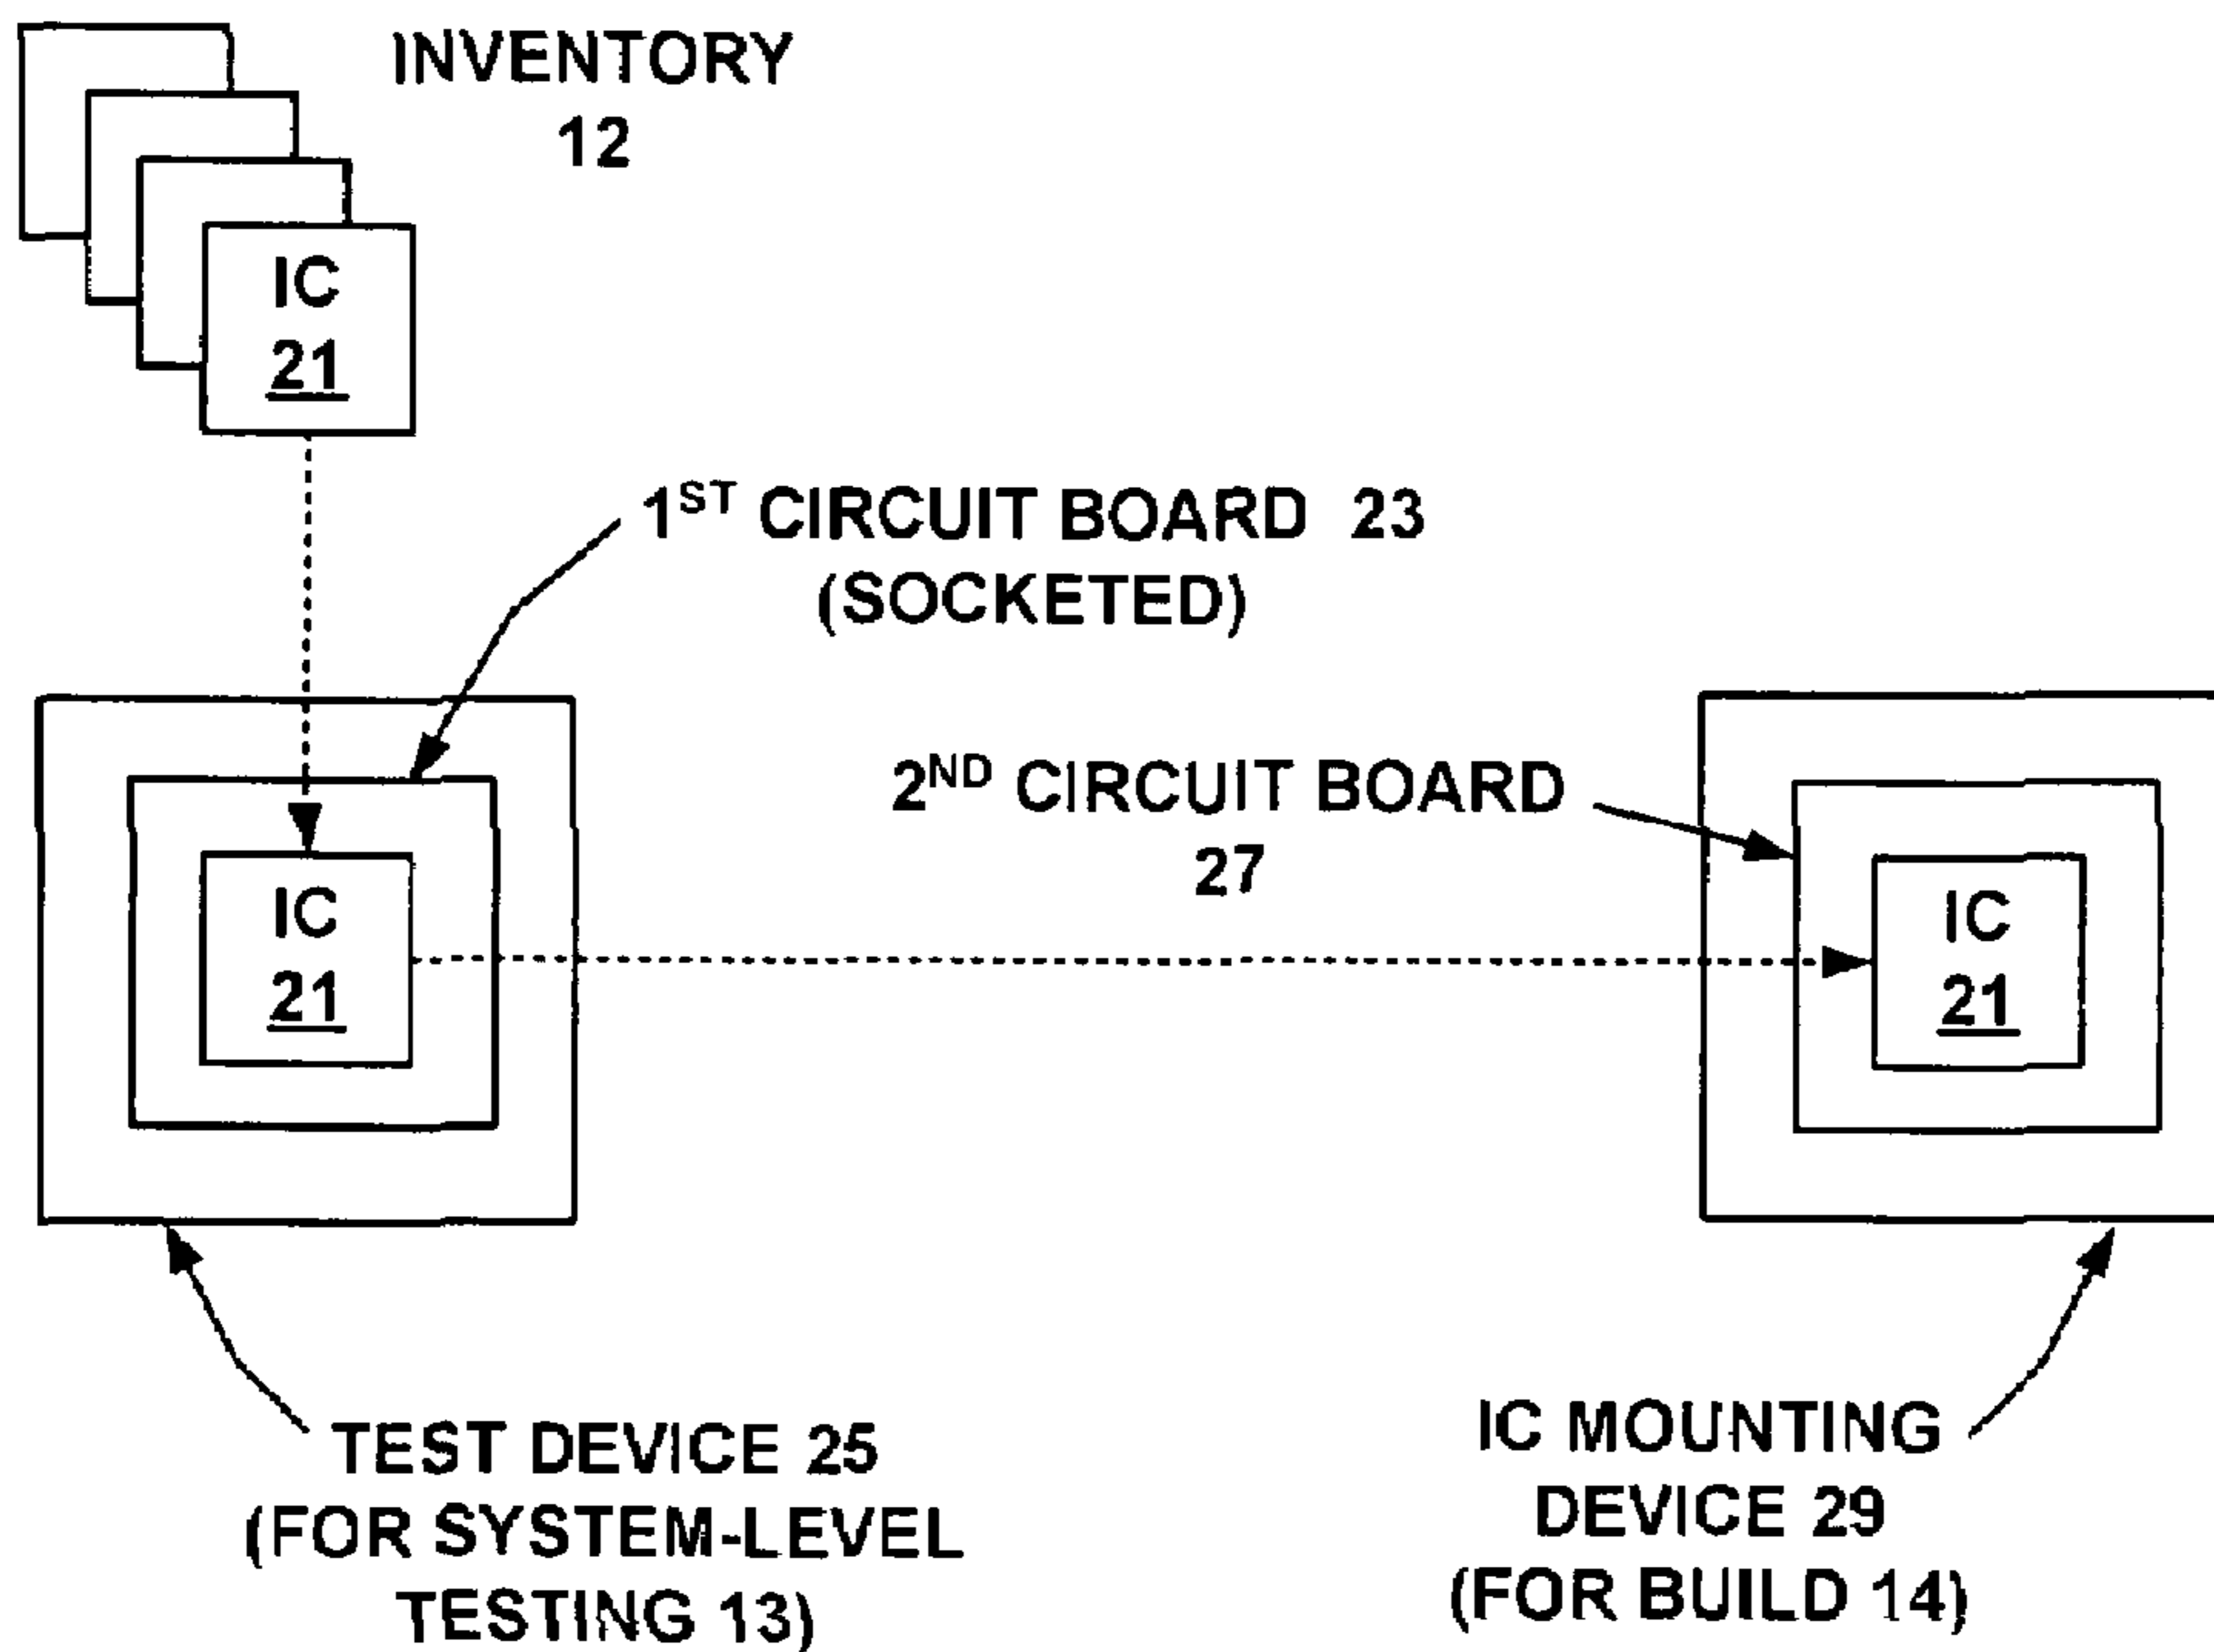 INVENTORY
12
IC
21
1ST CIRCUIT BOARD 23
(SOCKETED)
2ND CIRCUIT BOARD
27
IC
21
IC
21
TEST DEVICE 25
(FOR SYSTEM-LEVEL
TESTING 13)
IC MOUNTING
DEVICE 29
(FOR BUILD 14)